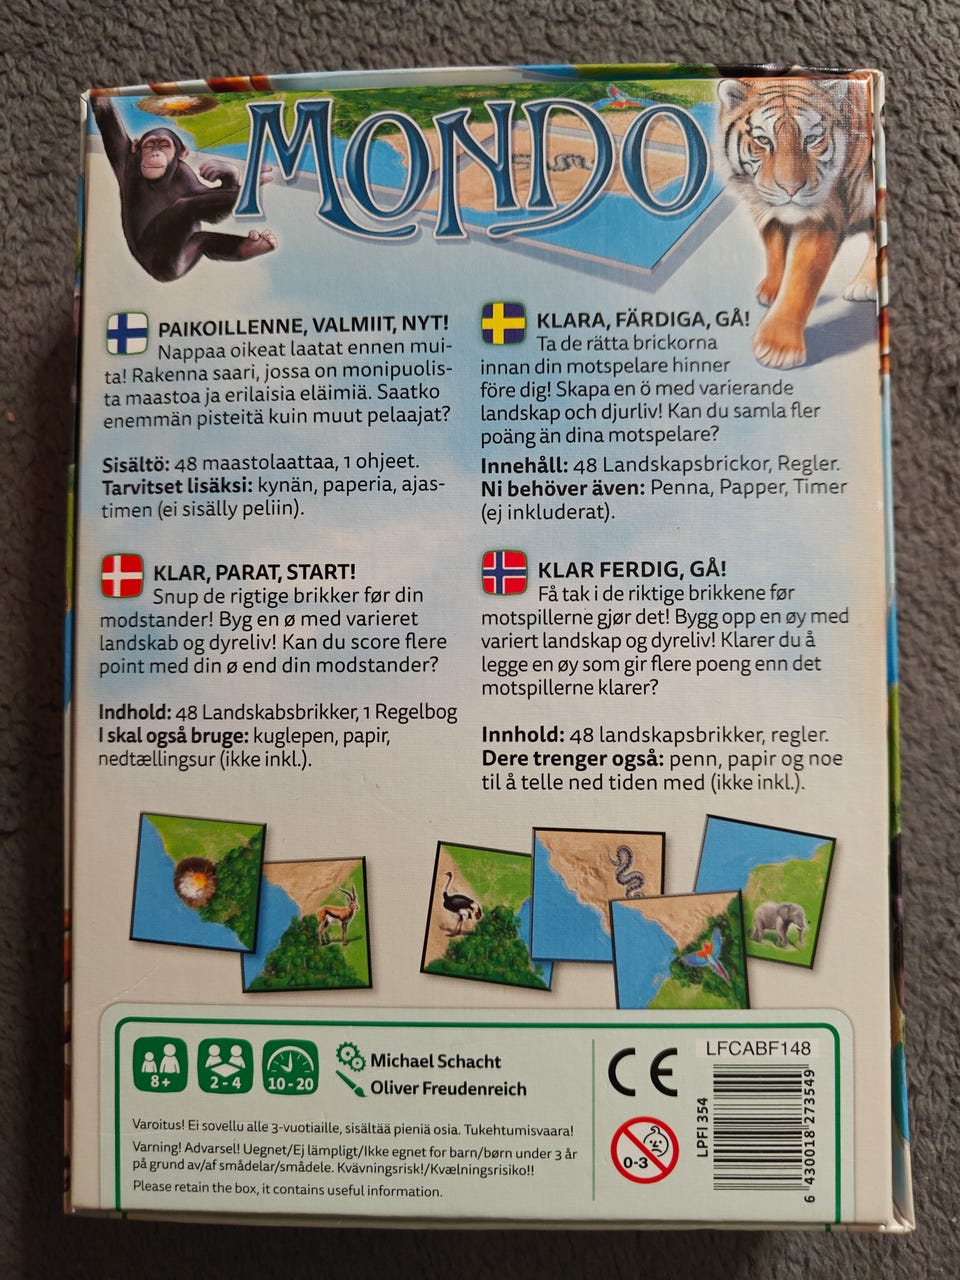 MONDO
PAIKOILLENNE, VALMIIT, NYT!
Nappaa oikeat laatat ennen mui-
ta! Rakenna saari, jossa on monipuolis-
ta maastoa ja erilaisia eläimiä. Saatko
enemmän pisteitä kuin muut pelaajat?
Sisältö: 48 maastolaattaa, 1 ohjeet.
Tarvitset lisäksi: kynän, paperia, ajas-
timen (ei sisälly peliin).
KLARA, FÄRDIGA, GÅ!
Ta de rätta brickorna
innan din motspelare hinner
före dig! Skapa en ö med varierande
landskap och djurliv! Kan du samla fler
poäng än dina motspelare?
Innehåll: 48 Landskapsbrickor, Regler.
Ni behöver även: Penna, Papper, Timer
(ej inkluderat).
KLAR, PARAT, START!
Snup de rigtige brikker før din
modstander! Byg en ø med varieret
landskab og dyreliv! Kan du score flere
point med din ø end din modstander?
Indhold: 48 Landskabsbrikker, 1 Regelbog
I skal også bruge: kuglepen, papir,
nedtællingsur (ikke inkl.).
KLAR FERDIG, GÅ!
Få tak i de riktige brikkene før
motspillerne gjør det! Bygg opp en øy med
variert landskap og dyreliv! Klarer du å
legge en øy som gir flere poeng enn det
motspillerne klarer?
Innhold: 48 landskapsbrikker, regler.
Dere trenger også: penn, papir og noe
til å telle ned tiden med (ikke inkl.).
8+
2-4
10-20
Michael Schacht
Oliver Freudenreich
Varoitus! Ei sovellu alle 3-vuotiaille, sisältää pieniä osia. Tukehtumisvaara!
Varning! Advarsel! Uegnet/Ej lämpligt/Ikke egnet for barn/børn under 3 år
på grund av/af smådelar/smådele. Kvävningsrisk!/Kvælningsrisiko!!
Please retain the box, it contains useful information.
CE
0-3
LFCABF148
LPFI 354
6 430018 273549